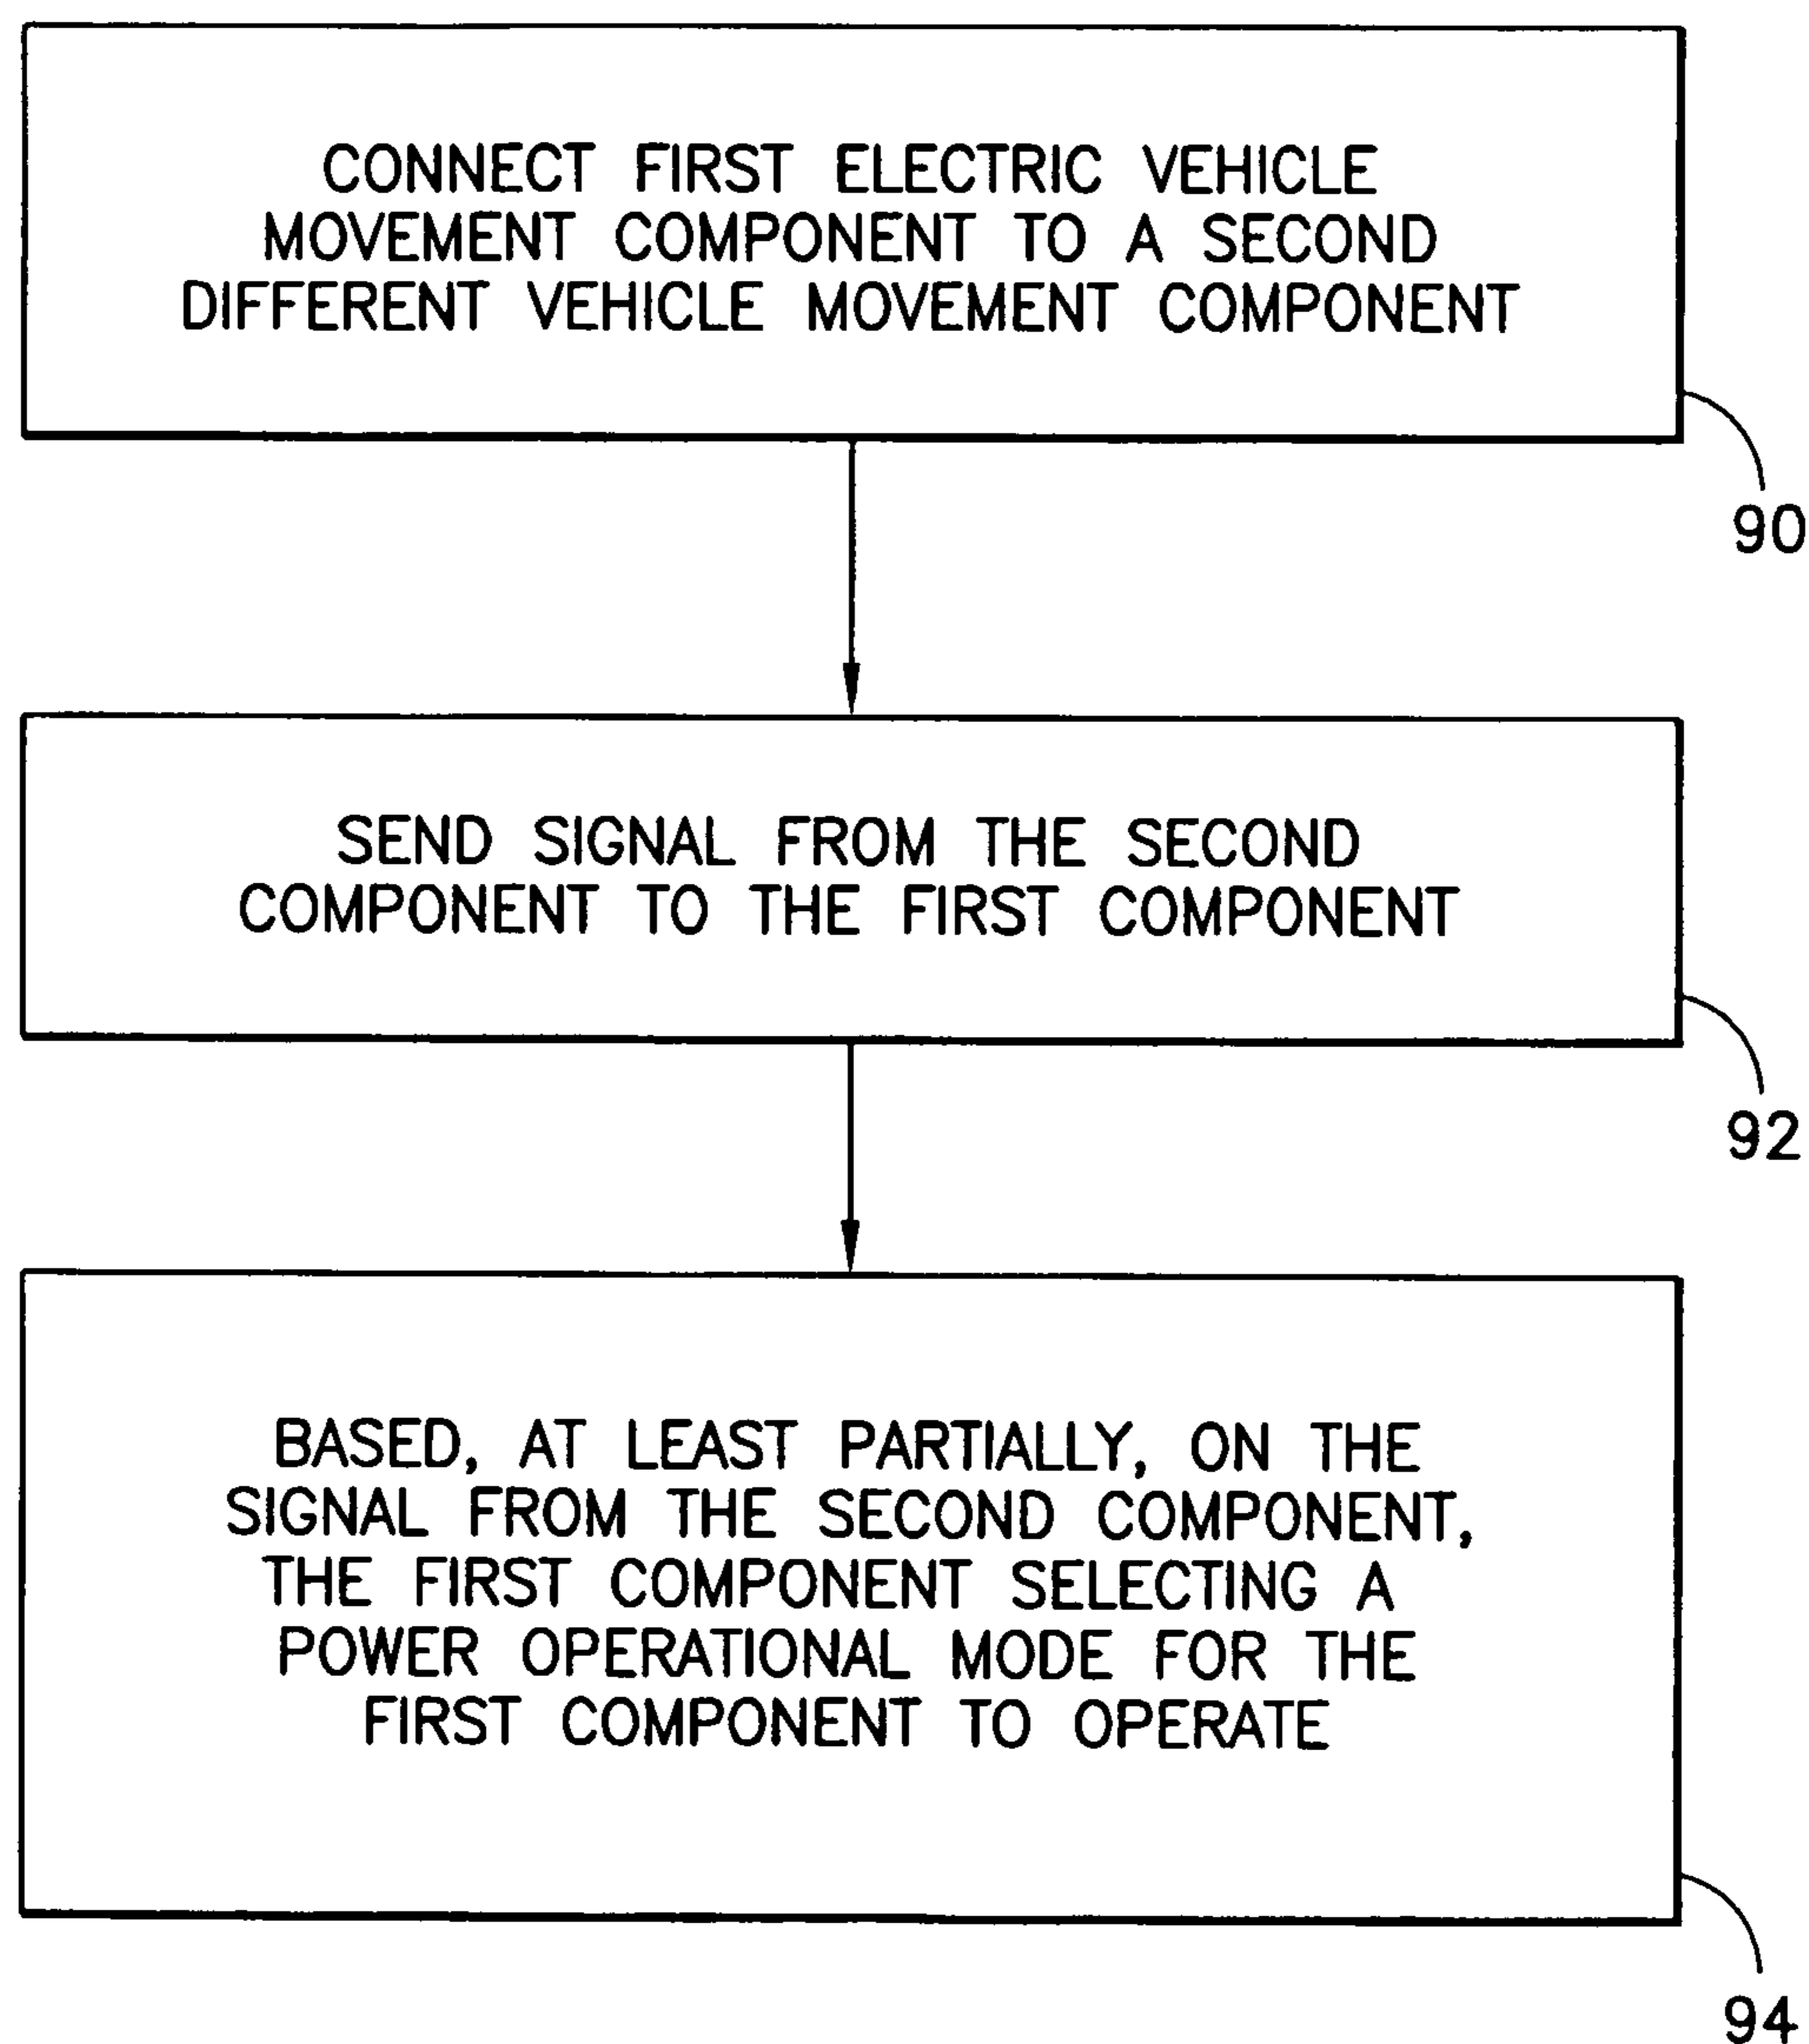 CONNECT FIRST ELECTRIC VEHICLE
MOVEMENT COMPONENT TO A SECOND
DIFFERENT VEHICLE MOVEMENT COMPONENT
90
SEND SIGNAL FROM THE SECOND
COMPONENT TO THE FIRST COMPONENT
92
BASED, AT LEAST PARTIALLY, ON THE
SIGNAL FROM THE SECOND COMPONENT,
THE FIRST COMPONENT SELECTING A
POWER OPERATIONAL MODE FOR THE
FIRST COMPONENT TO OPERATE
94